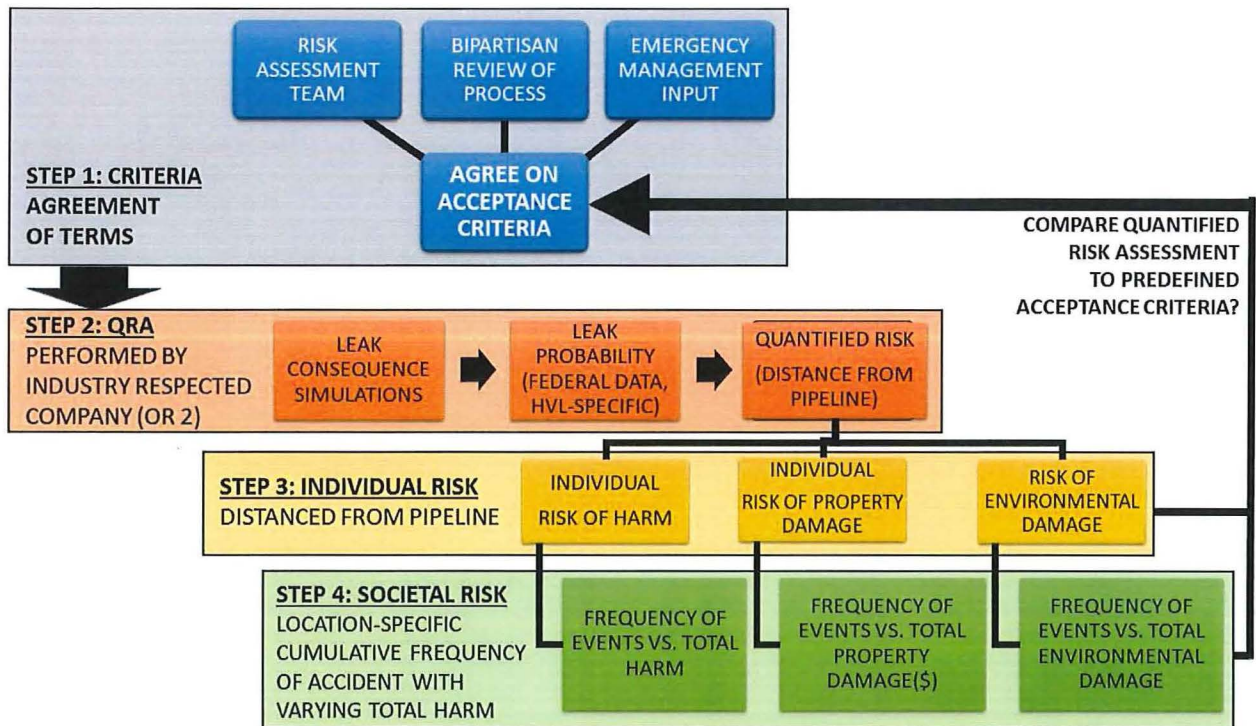 RISK
ASSESSMENT
TEAM
BIPARTISAN
REVIEW OF
PROCESS
EMERGENCY
MANAGEMENT
INPUT
AGREE ON
ACCEPTANCE
CRITERIA
STEP 1: CRITERIA
AGREEMENT
OF TERMS
COMPARE QUANTIFIED
RISK ASSESSMENT
TO PREDEFINED
ACCEPTANCE CRITERIA?
STEP 2: QRA
PERFORMED BY
INDUSTRY RESPECTED
COMPANY (OR 2)
LEAK
CONSEQUENCE
SIMULATIONS
LEAK
PROBABILITY
(FEDERAL DATA,
HVL-SPECIFIC)
QUANTIFIED RISK
(DISTANCE FROM
PIPELINE)
STEP 3: INDIVIDUAL RISK
DISTANCED FROM PIPELINE
INDIVIDUAL
RISK OF HARM
INDIVIDUAL
RISK OF PROPERTY
DAMAGE
RISK OF
ENVIRONMENTAL
DAMAGE
STEP 4: SOCIETAL RISK
LOCATION-SPECIFIC
CUMULATIVE FREQUENCY
OF ACCIDENT WITH
VARYING TOTAL HARM
FREQUENCY OF
EVENTS VS. TOTAL
HARM
FREQUENCY OF
EVENTS VS. TOTAL
PROPERTY
DAMAGE($)
FREQUENCY OF
EVENTS VS. TOTAL
ENVIRONMENTAL
DAMAGE